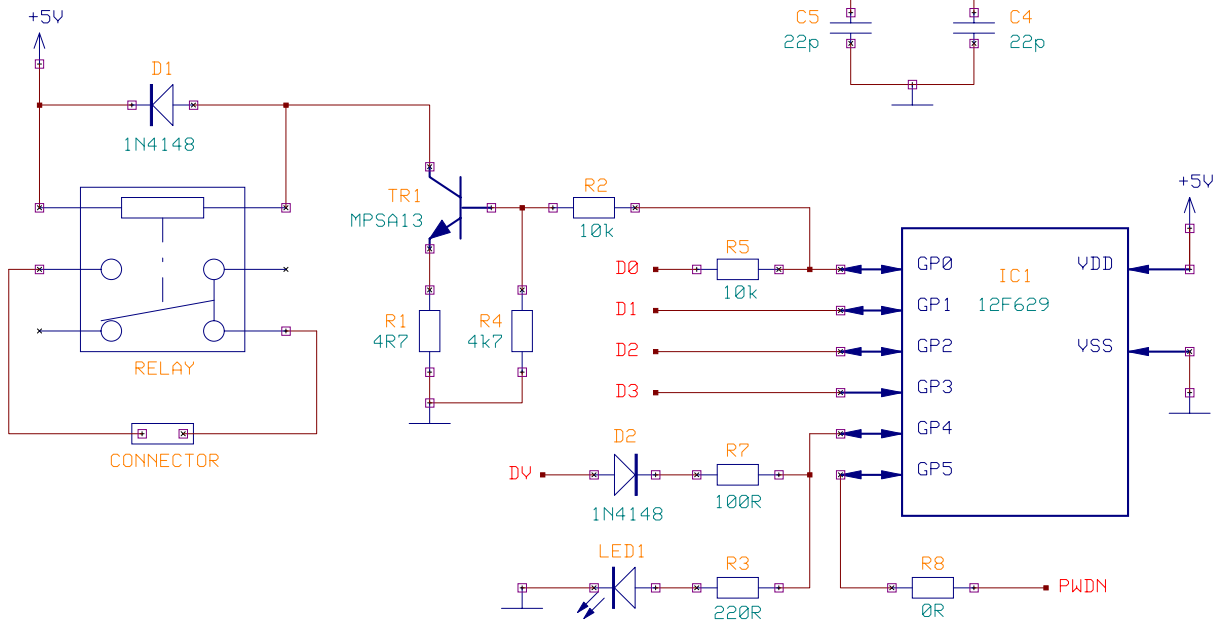 +5V
C5
C4
22p
22p
D1
1N4148
TR1
MPSA13
R2
10k
+5V
D0
R5
10k
GP0
IC1
VDD
12F629
D1
GP1
R1
4R7
R4
4k7
D2
GP2
VSS
RELAY
D3
GP3
CONNECTOR
D2
R7
GP4
DV
GP5
1N4148
100R
LED1
R3
R8
PWDN
220R
0R